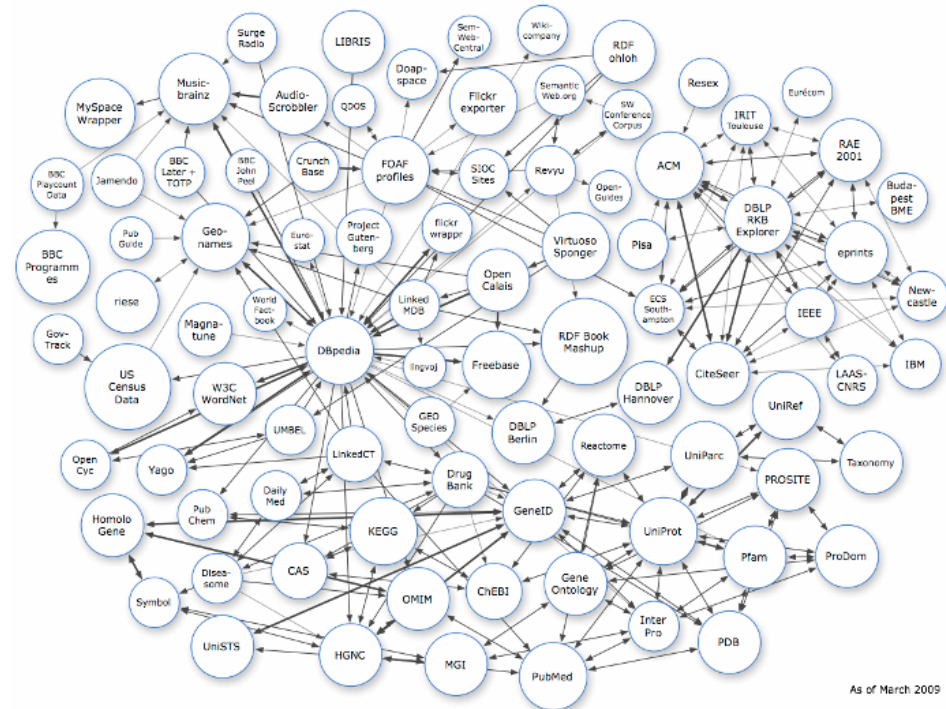 Surge
Radio
LIBRIS
Sem-
Web-
Central
Wiki-
company
RDF
ohloh
Music-
brainz
Doap-
space
Resex
MySpace
Wrapper
Audio-
Scrobbler
QDOS
Flickr
exporter
Semantic
Web.org
SW
Conference
Corpus
IRIT
Toulouse
Eurécom
RAE
2001
BBC
Playcount
Data
Jamendo
BBC
Later +
TOTP
BBC
John
Peel
Crunch
Base
FOAF
profiles
SIOC
Sites
Revyu
Open-
Guides
ACM
DBLP
RKB
Explorer
Buda-
pest
BME
Pub
Guide
Geo-
names
Euro-
stat
Project
Guten-
berg
flickr
wrappr
Virtuoso
Sponger
Pisa
eprints
BBC
Programm
es
riese
World
Fact-
book
Linked
MDB
Open
Calais
ECS
South-
ampton
IEEE
New-
castle
Gov-
Track
Magna-
tune
DBpedia
lingvoj
Freebase
RDF Book
Mashup
CiteSeer
LAAS-
CNRS
IBM
US
Census
Data
W3C
WordNet
GEO
Species
DBLP
Berlin
DBLP
Hannover
UniRef
Open
Cyc
Yago
UMBEL
LinkedCT
Reactome
UniParc
Taxonomy
Drug
Bank
PROSITE
Homolo
Gene
Pub
Chem
Daily
Med
KEGG
GeneID
UniProt
Pfam
ProDom
Symbol
Disea-
some
CAS
OMIM
ChEBI
Gene
Ontology
Inter
Pro
PDB
UniSTS
HGNC
MGI
PubMed
As of March 2009